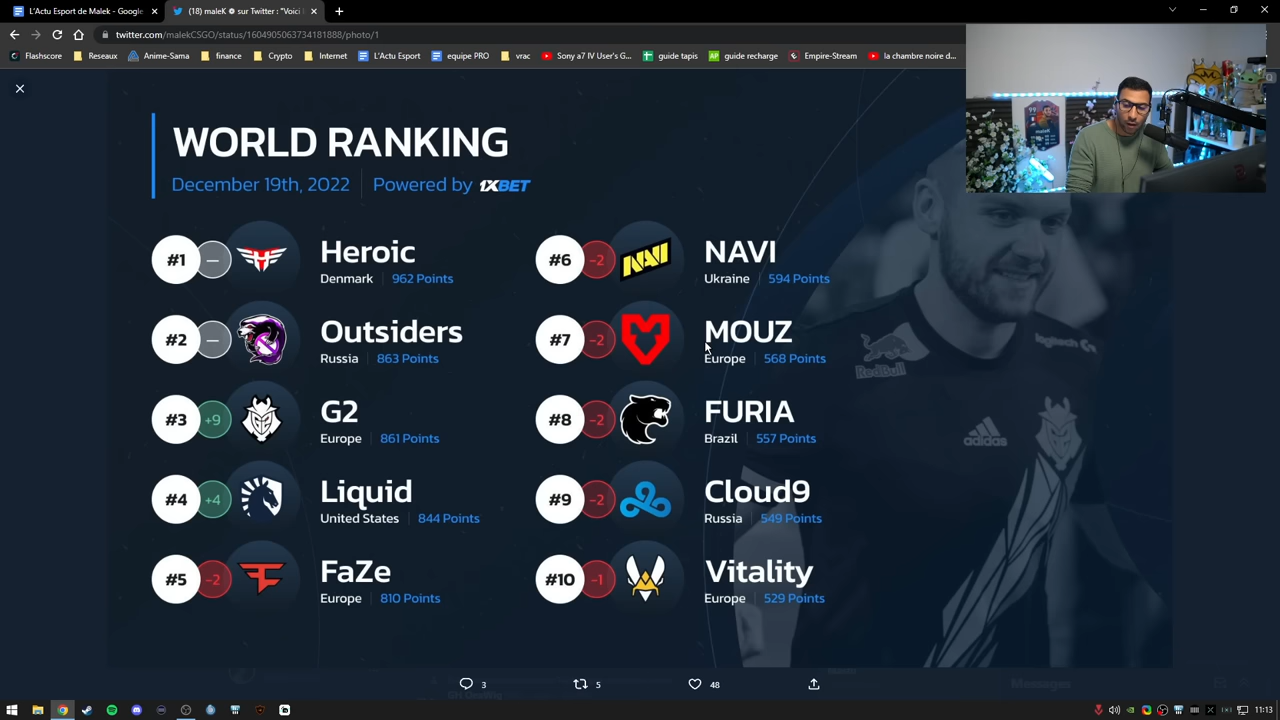 L'Actu Esport de Malek - Google
(18) maleK sur Twitter : "Voici
twitter.com/malekCSGO/status/1604905063734181888/photo/1
Flashscore
Reseaux
Anime-Sama
finance
Crypto
Internet
L'Actu Esport
equipe PRO
vrac
Sony a7 IV User's G...
guide tapis
guide recharge
Empire-Stream
la chambre noire d...
WORLD RANKING
December 19th, 2022 | Powered by 1XBET
#1 — Heroic
Denmark | 962 Points
#2 — Outsiders
Russia | 863 Points
#3 +9 G2
Europe | 861 Points
#4 +4 Liquid
United States | 844 Points
#5 -2 FaZe
Europe | 810 Points
#6 -2 NAVI
NAVI
Ukraine | 594 Points
#7 -2 MOUZ
Europe | 568 Points
#8 -2 FURIA
Brazil | 557 Points
#9 -2 Cloud9
Russia | 549 Points
#10 -1 Vitality
Europe | 529 Points
RedBull
logitech G
adidas
99
3
5
48
Messages
11:13